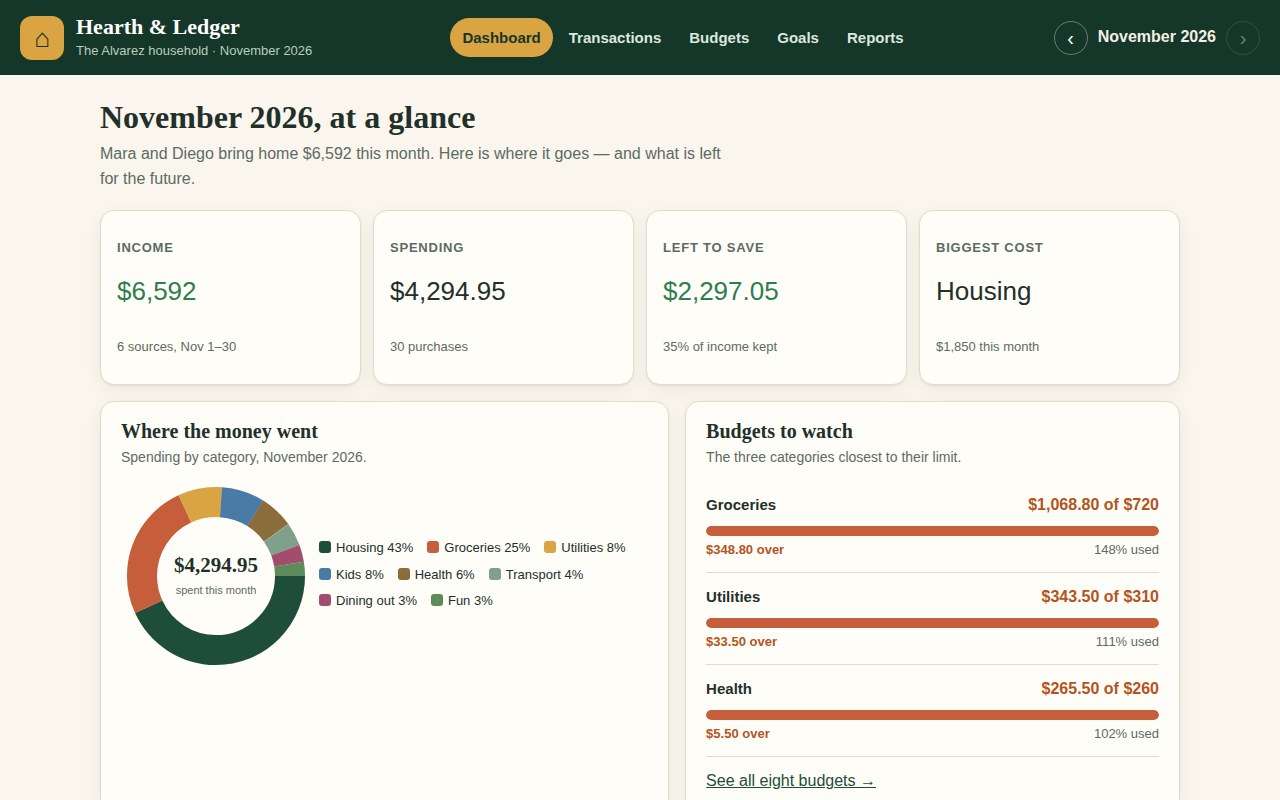 Hearth & Ledger
The Alvarez household · November 2026
Dashboard Transactions Budgets Goals Reports
‹ November 2026 ›
November 2026, at a glance
Mara and Diego bring home $6,592 this month. Here is where it goes — and what is left
for the future.
INCOME
$6,592
6 sources, Nov 1–30
SPENDING
$4,294.95
30 purchases
LEFT TO SAVE
$2,297.05
35% of income kept
BIGGEST COST
Housing
$1,850 this month
Where the money went
Spending by category, November 2026.
$4,294.95
spent this month
Housing 43% Groceries 25% Utilities 8%
Kids 8% Health 6% Transport 4%
Dining out 3% Fun 3%
Budgets to watch
The three categories closest to their limit.
Groceries $1,068.80 of $720
$348.80 over 148% used
Utilities $343.50 of $310
$33.50 over 111% used
Health $265.50 of $260
$5.50 over 102% used
See all eight budgets →